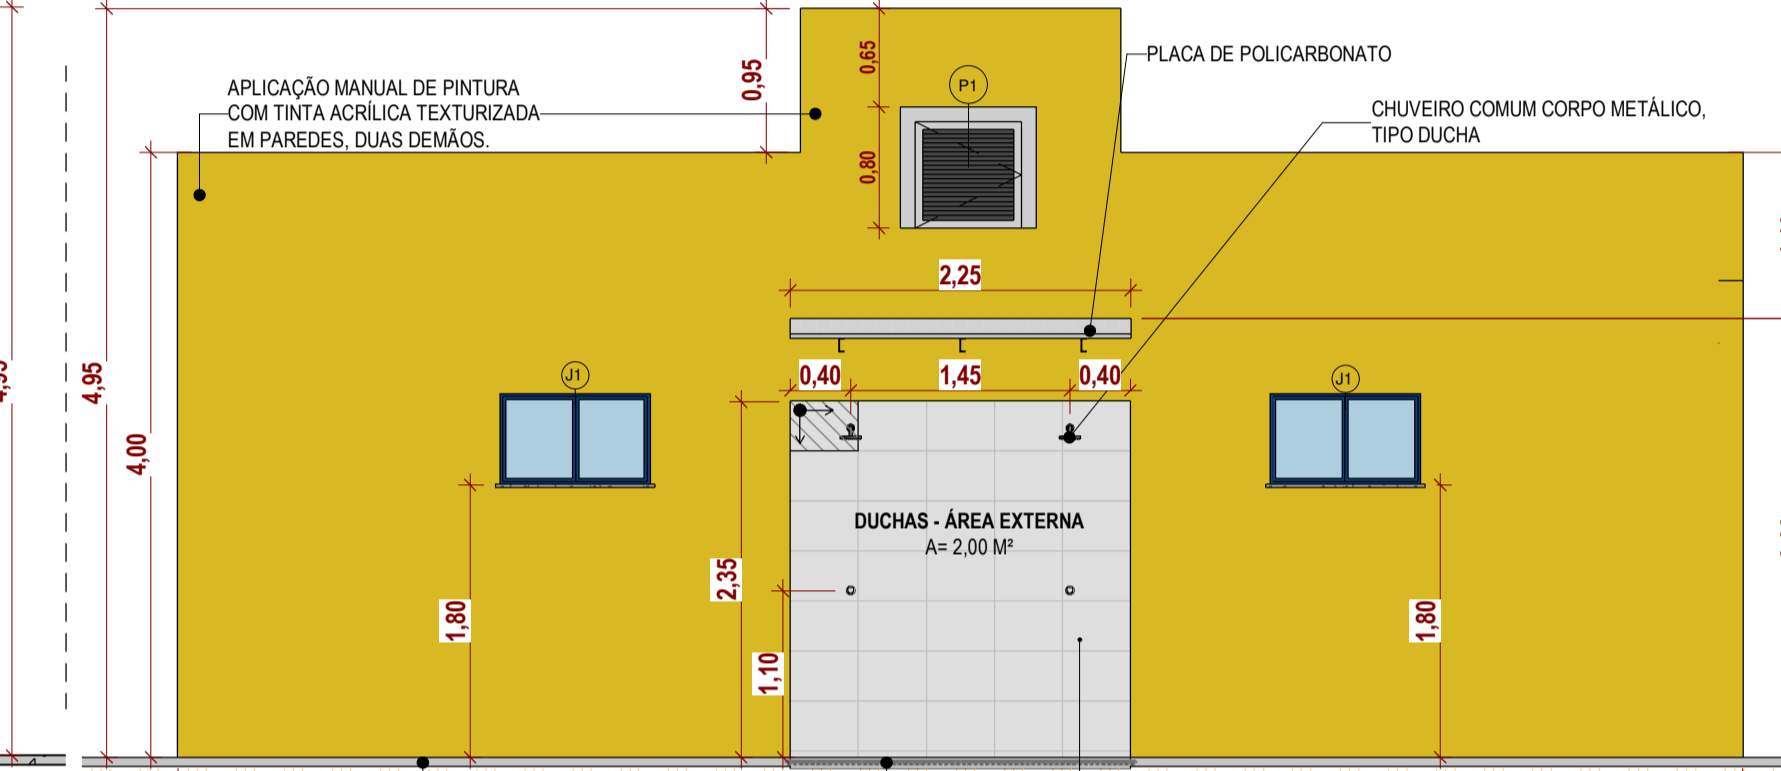 APLICAÇÃO MANUAL DE PINTURA
COM TINTA ACRÍLICA TEXTURIZADA
EM PAREDES, DUAS DEMÃOS.
PLACA DE POLICARBONATO
CHUVEIRO COMUM CORPO METÁLICO,
TIPO DUCHA
0,95
0,65
P1
0,80
2,25
0,40
1,45
0,40
4,95
4,00
J1
J1
DUCHAS - ÁREA EXTERNA
A= 2,00 M²
2,35
1,80
1,10
1,80